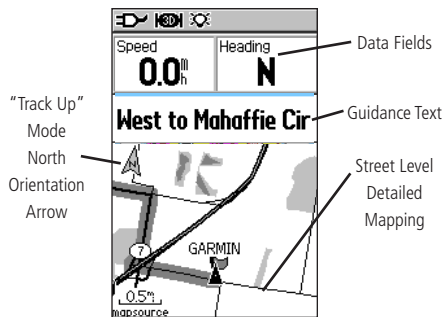 Speed
0.0 m h
Heading
N
West to Mahaffie Cir
7
GARMIN
0.5m
mapsource
"Track Up"
Mode
North
Orientation
Arrow
Data Fields
Guidance Text
Street Level
Detailed
Mapping